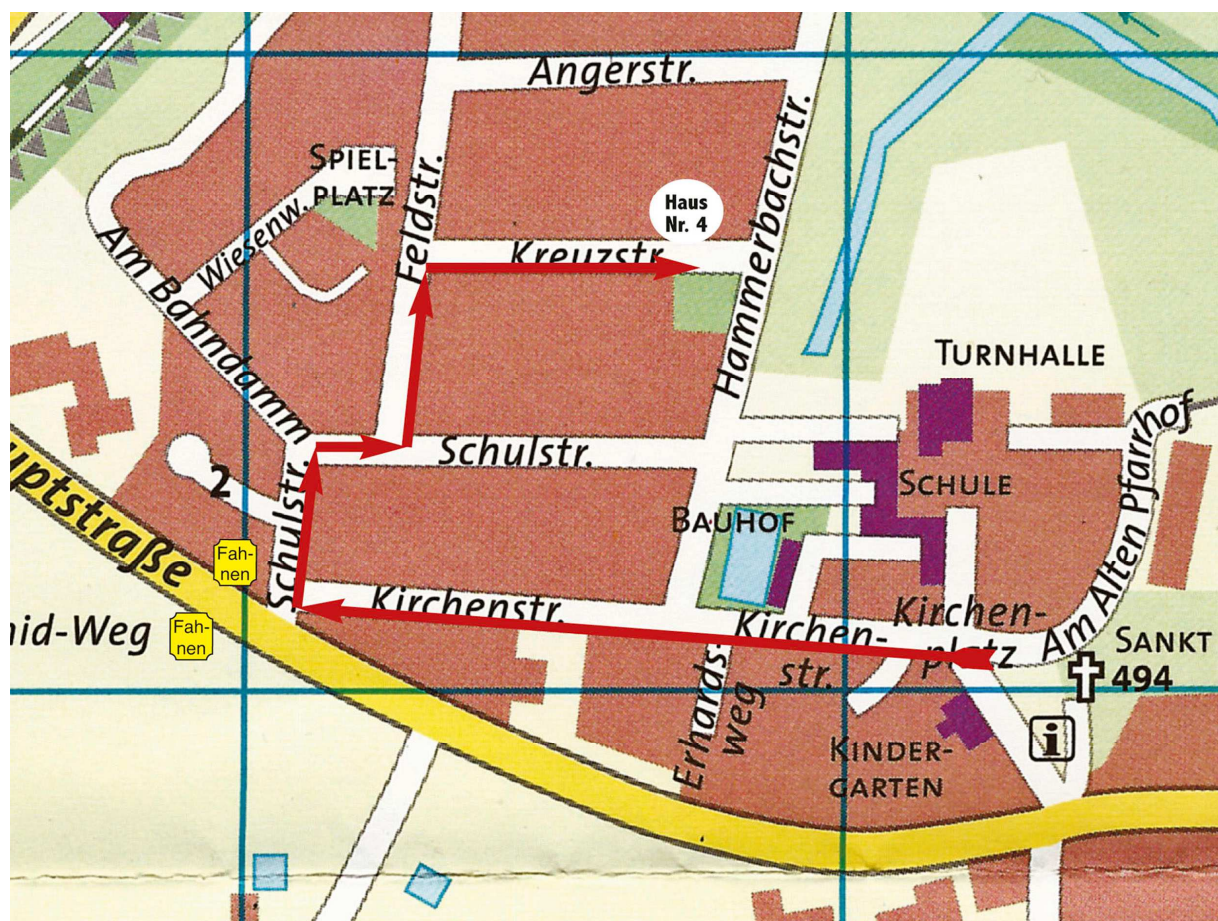 Angerstr.
SPIEL-
PLATZ
Haus
Nr. 4
Feldstr.
Hammerbachstr.
Wiesenw.
Kreuzstr.
Am Bahndamm
TURNHALLE
Schulstr.
SCHULE
2
Schulstr.
BAUHOF
Am Alten Pfarrhof
uptstraße
Fah-
nen
Fah-
nen
Kirchenstr.
Kirchen-
str.
Kirchen-
platz
nid-Weg
SANKT
494
Erhards-
weg
i
KINDER-
GARTEN